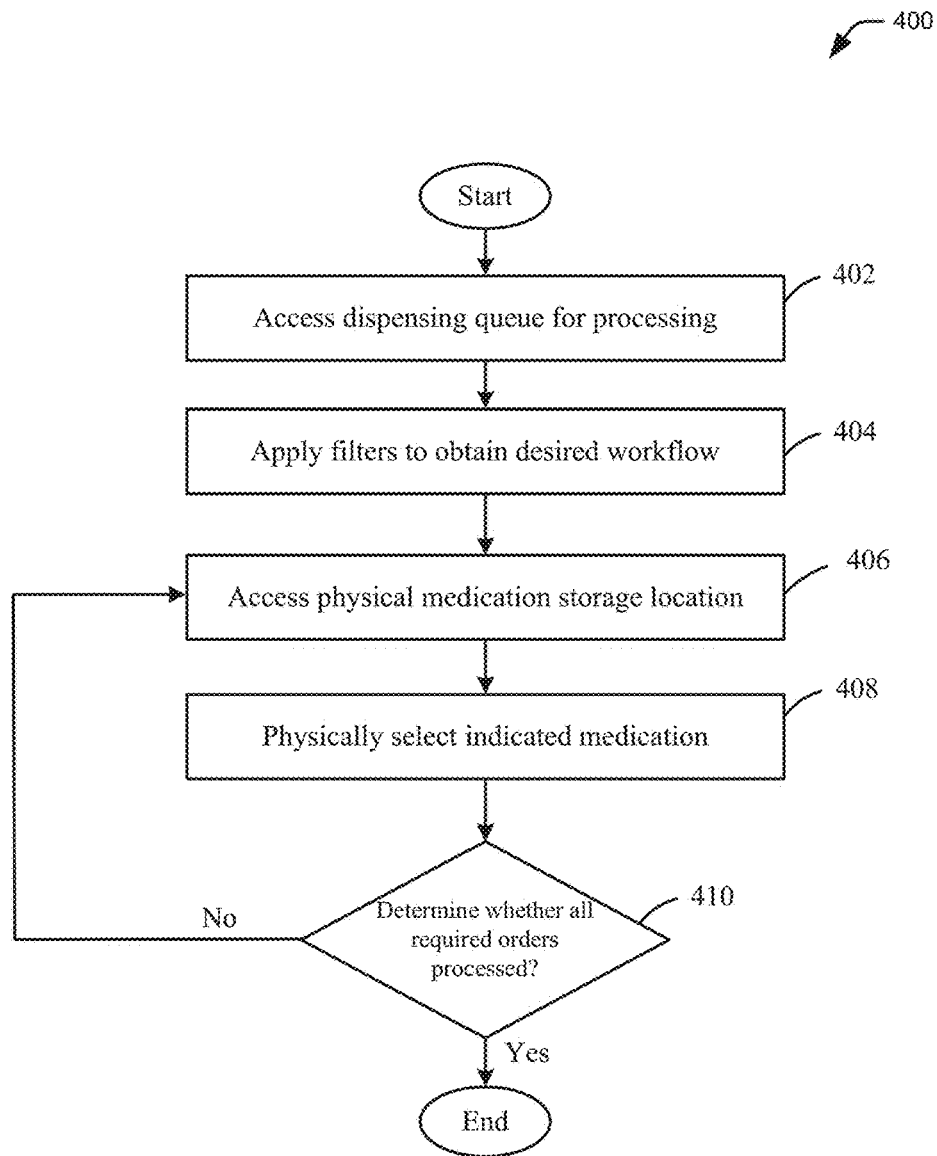 400
Start
402
Access dispensing queue for processing
404
Apply filters to obtain desired workflow
406
Access physical medication storage location
408
Physically select indicated medication
410
Determine whether all
required orders
processed?
No
Yes
End